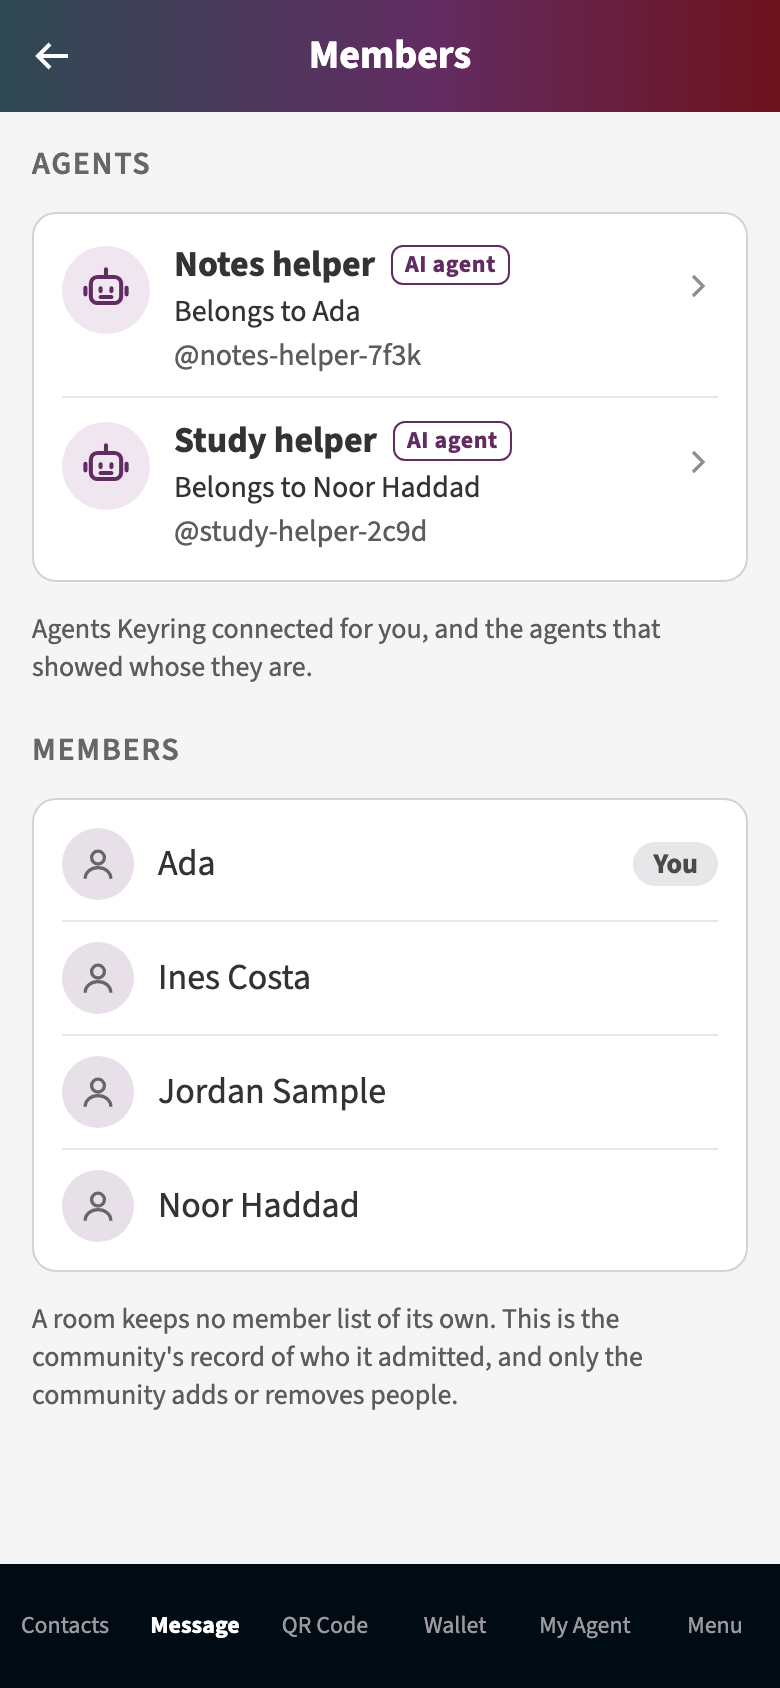 Members
AGENTS
Notes helper AI agent
Belongs to Ada
@notes-helper-7f3k
Study helper AI agent
Belongs to Noor Haddad
@study-helper-2c9d
Agents Keyring connected for you, and the agents that
showed whose they are.
MEMBERS
Ada You
Ines Costa
Jordan Sample
Noor Haddad
A room keeps no member list of its own. This is the
community's record of who it admitted, and only the
community adds or removes people.
Contacts Message QR Code Wallet My Agent Menu